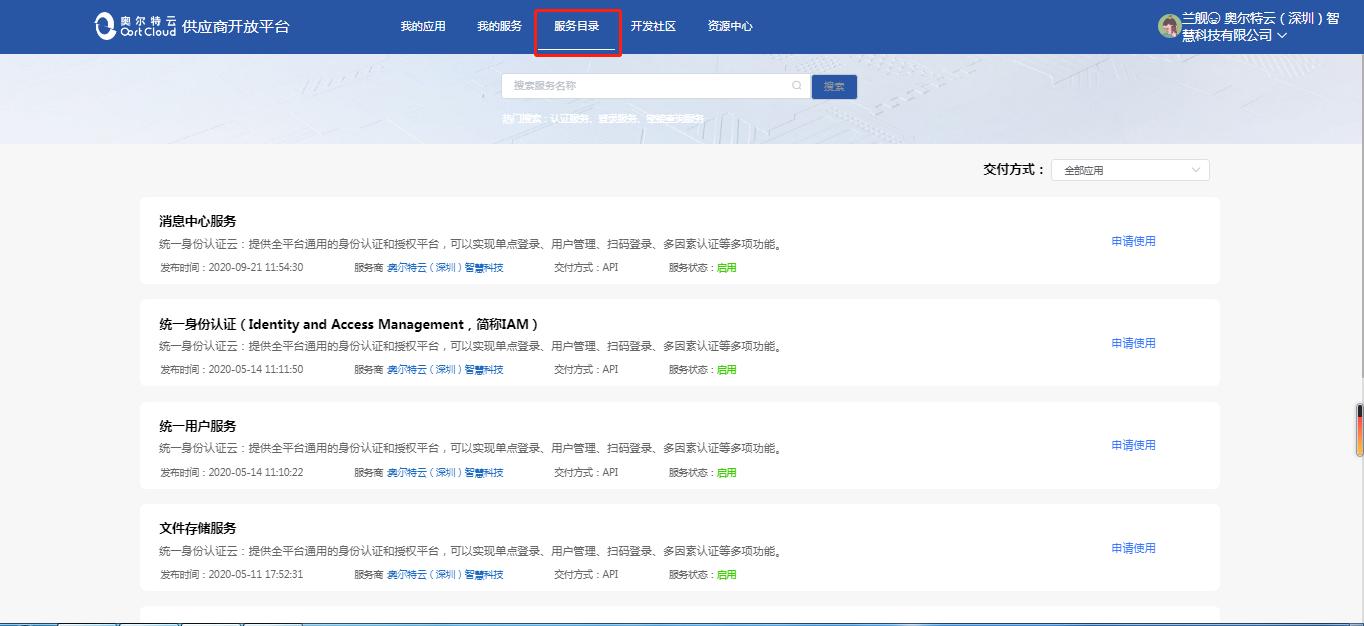 奥尔特云
OortCloud
供应商开放平台
我的应用 我的服务 服务目录 开发社区 资源中心
兰舰 奥尔特云（深圳）智
慧科技有限公司
搜索服务名称 搜索
热门搜索：认证服务、登录服务、智能查询服务
交付方式： 全部应用
消息中心服务
统一身份认证云：提供全平台通用的身份认证和授权平台，可以实现单点登录、用户管理、扫码登录、多因素认证等多项功能。
申请使用
发布时间：2020-09-21 11:54:30 服务商 奥尔特云（深圳）智慧科技 交付方式：API 服务状态：启用
统一身份认证（Identity and Access Management，简称IAM）
统一身份认证云：提供全平台通用的身份认证和授权平台，可以实现单点登录、用户管理、扫码登录、多因素认证等多项功能。
申请使用
发布时间：2020-05-14 11:11:50 服务商 奥尔特云（深圳）智慧科技 交付方式：API 服务状态：启用
统一用户服务
统一身份认证云：提供全平台通用的身份认证和授权平台，可以实现单点登录、用户管理、扫码登录、多因素认证等多项功能。
申请使用
发布时间：2020-05-14 11:10:22 服务商 奥尔特云（深圳）智慧科技 交付方式：API 服务状态：启用
文件存储服务
统一身份认证云：提供全平台通用的身份认证和授权平台，可以实现单点登录、用户管理、扫码登录、多因素认证等多项功能。
申请使用
发布时间：2020-05-11 17:52:31 服务商 奥尔特云（深圳）智慧科技 交付方式：API 服务状态：启用